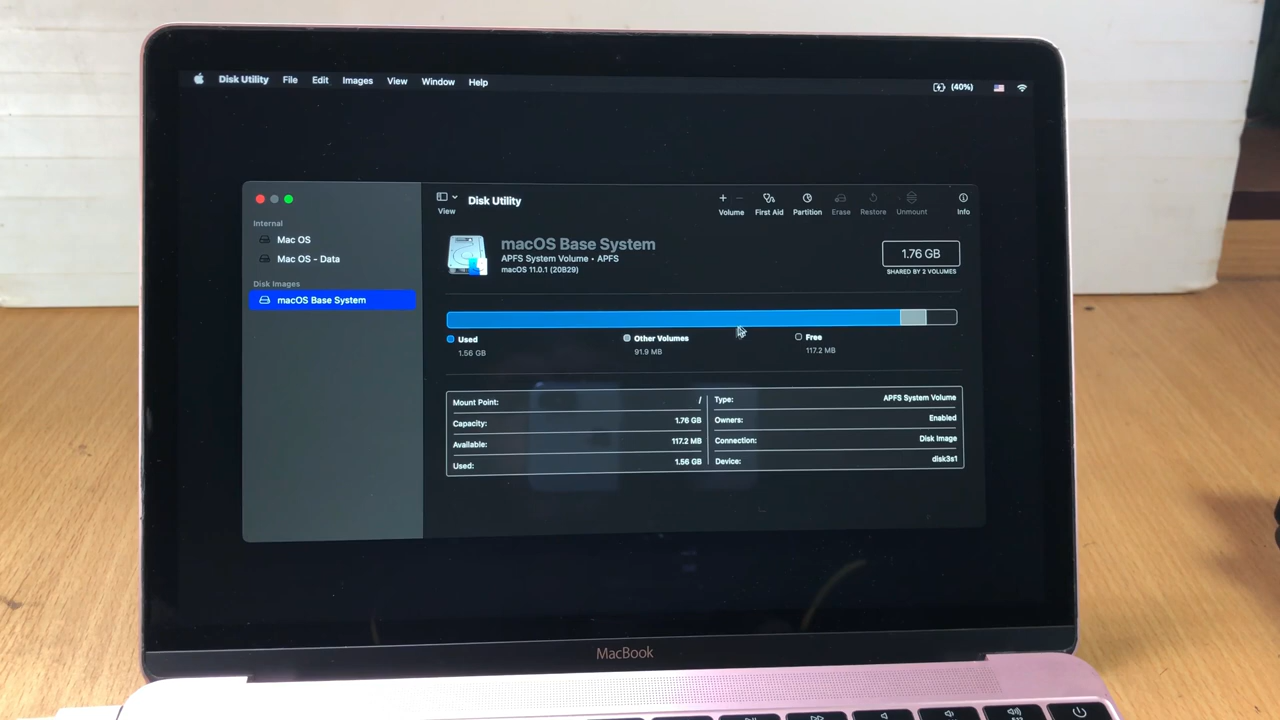 Disk Utility File Edit Images View Window Help (40%)
View Disk Utility Volume First Aid Partition Erase Restore Unmount Info
Internal
Mac OS
Mac OS - Data
Disk Images
macOS Base System
macOS Base System
APFS System Volume • APFS
macOS 11.0.1 (20B29)
1.76 GB
SHARED BY 2 VOLUMES
Used
1.56 GB
Other Volumes
91.9 MB
Free
117.2 MB
Mount Point: /
Capacity: 1.76 GB
Available: 117.2 MB
Used: 1.56 GB
Type: APFS System Volume
Owners: Enabled
Connection: Disk Image
Device: disk3s1
MacBook